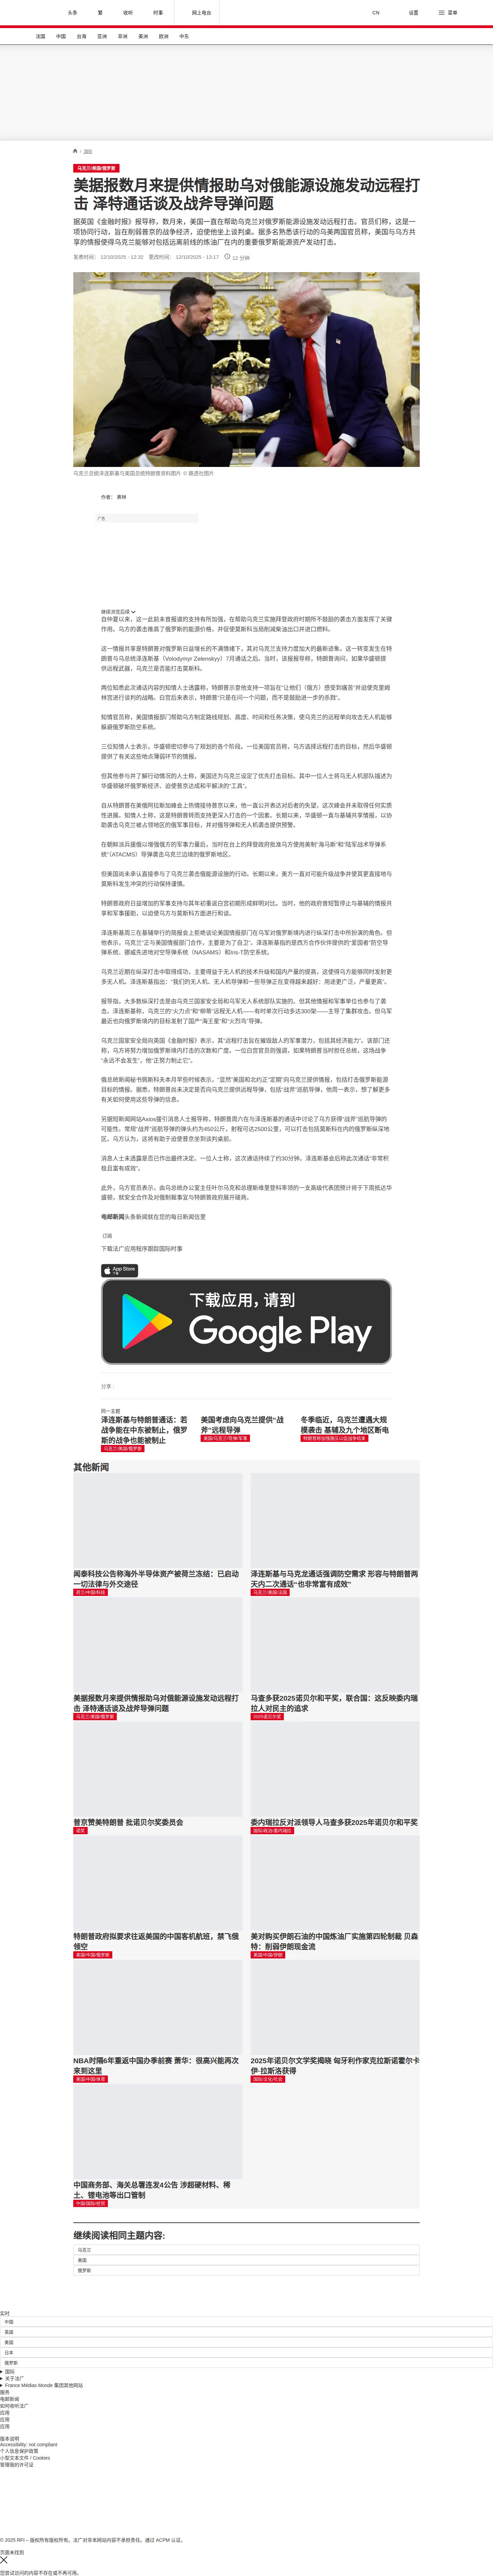 头条
繁
收听
时事
网上电台
CN
设置
菜单
法国
中国
台海
亚洲
非洲
美洲
欧洲
中东
国际
乌克兰/美国/俄罗斯
美据报数月来提供情报助乌对俄能源设施发动远程打
击 泽特通话谈及战斧导弹问题
据英国《金融时报》报导称，数月来，美国一直在帮助乌克兰对俄罗斯能源设施发动远程打击。官员们称，这是一
项协同行动，旨在削弱普京的战争经济，迫使他坐上谈判桌。据多名熟悉该行动的乌美两国官员称，美国与乌方共
享的情报使得乌克兰能够对包括远离前线的炼油厂在内的重要俄罗斯能源资产发动打击。
发表时间： 12/10/2025 - 12:32 更改时间： 12/10/2025 - 13:17 12 分钟
乌克兰总统泽连斯基与美国总统特朗普资料图片 © 路透社图片
作者： 弗林
广告
继续浏览后续
自仲夏以来，这一此前未曾报道的支持有所加强，在帮助乌克兰实施拜登政府时期所不鼓励的袭击方面发挥了关键
作用。乌方的袭击推高了俄罗斯的能源价格，并促使莫斯科当局削减柴油出口并进口燃料。
这一情报共享是特朗普对俄罗斯日益增长的不满情绪下，其对乌克兰支持力度加大的最新迹象。这一转变发生在特
朗普与乌总统泽连斯基（Volodymyr Zelenskyy）7月通话之后。当时，该报报导称，特朗普询问，如果华盛顿提
供远程武器，乌克兰是否能打击莫斯科。
两位知悉此次通话内容的知情人士透露称，特朗普示意他支持一项旨在“让他们（俄方）感受到痛苦”并迫使克里姆
林宫进行谈判的战略。白宫后来表示，特朗普“只是在问一个问题，而不是鼓励进一步的杀戮”。
知情官员称，美国情报部门帮助乌方制定路线规划、高度、时间和任务决策，使乌克兰的远程单向攻击无人机能够
躲避俄罗斯防空系统。
三位知情人士表示，华盛顿密切参与了规划的各个阶段。一位美国官员称，乌方选择远程打击的目标，然后华盛顿
提供了有关这些地点薄弱环节的情报。
但其他参与并了解行动情况的人士称，美国还为乌克兰设定了优先打击目标。其中一位人士将乌无人机部队描述为
华盛顿破坏俄罗斯经济、迫使普京达成和平解决的“工具”。
自从特朗普在美俄阿拉斯加峰会上热情接待普京以来，他一直公开表达对后者的失望，这次峰会并未取得任何实质
性进展。知情人士称，这是特朗普转而支持更深入打击的一个因素。长期以来，华盛顿一直与基辅共享情报，以协
助袭击乌克兰被占领地区的俄军事目标，并对俄导弹和无人机袭击提供预警。
在朝鲜派兵援俄以增强俄方的军事力量后，当时在台上的拜登政府批准乌方使用美制“海马斯”和“陆军战术导弹系
统”（ATACMS）导弹袭击乌克兰边境的俄罗斯地区。
但美国尚未承认直接参与了乌克兰袭击俄能源设施的行动。长期以来，美方一直对可能升级战争并使其更直接地与
莫斯科发生冲突的行动保持谨慎。
特朗普政府日益增加的军事支持与其年初重返白宫初期形成鲜明对比。当时，他的政府曾短暂停止与基辅的情报共
享和军事援助，以迫使乌方与莫斯科方面进行和谈。
泽连斯基周三在基辅举行的简报会上拒绝谈论美国情报部门在乌军对俄罗斯境内进行纵深打击中所扮演的角色。但
他表示，乌克兰“正与美国情报部门合作，主要是为了自卫”。泽连斯基指的是西方合作伙伴提供的“爱国者”防空导
弹系统、挪威先进地对空导弹系统（NASAMS）和Iris-T防空系统。
乌克兰近期在纵深打击中取得成功，主要得益于无人机的技术升级和国内产量的提高，这使得乌方能够同时发射更
多无人机。泽连斯基指出：“我们的无人机、无人机导弹和一些导弹正在变得越来越好：用途更广泛，产量更高”。
报导指，大多数纵深打击是由乌克兰国家安全局和乌军无人系统部队实施的。但其他情报和军事单位也参与了袭
击。泽连斯基称，乌克兰的“火力点”和“柳蒂”远程无人机——有时单次行动多达300架——主导了集群攻击。但乌军
最近也向俄罗斯境内的目标发射了国产“海王星”和“火烈鸟”导弹。
乌克兰国家安全局向英国《金融时报》表示，其“远程打击旨在摧毁敌人的军事潜力，包括其经济能力”。该部门还
称，乌方将努力增加俄罗斯境内打击的次数和广度。一位白宫官员则强调，如果特朗普当时担任总统，这场战争
“永远不会发生”，他“正努力制止它”。
俄总统新闻秘书佩斯科夫本月早些时候表示，“显然”美国和北约正“定期”向乌克兰提供情报，包括打击俄罗斯能源
目标的情报。据悉，特朗普尚未决定是否向乌克兰提供远程导弹，包括“战斧”巡航导弹，他周一表示，想了解更多
有关如何使用这些导弹的信息。
另据短新闻网站Axios援引消息人士报导称，特朗普周六在与泽连斯基的通话中讨论了乌方获得“战斧”巡航导弹的
可能性。常规“战斧”巡航导弹的弹头约为450公斤，射程可达2500公里，可以打击包括莫斯科在内的俄罗斯纵深地
区。乌方认为，这将有助于迫使普京坐到谈判桌前。
消息人士未透露是否已作出最终决定。一位人士称，这次通话持续了约30分钟。泽连斯基会后称此次通话“非常积
极且富有成效”。
此外，乌方官员表示，由乌总统办公室主任叶尔马克和总理斯维里登科率领的一支高级代表团预计将于下周抵达华
盛顿，就安全合作及对俄制裁事宜与特朗普政府展开磋商。
电邮新闻头条新闻就在您的每日新闻信里
订阅
下载法广应用程序跟踪国际时事
App Store
下载应用，请到
Google Play
分享 :
同一主题
泽连斯基与特朗普通话：若
战争能在中东被制止，俄罗
斯的战争也能被制止
乌克兰/美国/俄罗斯
美国考虑向乌克兰提供“战
斧”远程导弹
美国/乌克兰/导弹/军事
冬季临近，乌克兰遭遇大规
模袭击 基辅及九个地区断电
特朗普称加强施压以促战争结束
其他新闻
闻泰科技公告称海外半导体资产被荷兰冻结：已启动
一切法律与外交途径
荷兰/中国/科技
泽连斯基与马克龙通话强调防空需求 形容与特朗普两
天内二次通话“也非常富有成效”
乌克兰/美国/法国
美据报数月来提供情报助乌对俄能源设施发动远程打
击 泽特通话谈及战斧导弹问题
乌克兰/美国/俄罗斯
马查多获2025诺贝尔和平奖，联合国：这反映委内瑞
拉人对民主的追求
2025诺贝尔奖
普京赞美特朗普 批诺贝尔奖委员会
诺奖
委内瑞拉反对派领导人马查多获2025年诺贝尔和平奖
国际/政治/委内瑞拉
特朗普政府拟要求往返美国的中国客机航班，禁飞俄
领空
美国/中国/俄罗斯
美对购买伊朗石油的中国炼油厂实施第四轮制裁 贝森
特：削弱伊朗现金流
美国/中国/伊朗
NBA时隔6年重返中国办季前赛 萧华：很高兴能再次
来到这里
美国/中国/体育
2025年诺贝尔文学奖揭晓 匈牙利作家克拉斯诺霍尔卡
伊·拉斯洛获得
国际/文化/社会
中国商务部、海关总署连发4公告 涉超硬材料、稀
土、锂电池等出口管制
中国/国际/经贸
继续阅读相同主题内容:
乌克兰
美国
俄罗斯
实时
中国
英国
美国
日本
俄罗斯
国际
关于法广
France Médias Monde 集团其他网站
服务
电邮新闻
如何收听法广
应用
应用
应用
版本说明
Accessibility: not compliant
个人信息保护政策
小型文本文件 / Cookies
管理我的许可证
© 2025 RFI – 版权所有版权所有。法广对非本网站内容不承担责任。通过 ACPM 认证。
页面未找到
您尝试访问的内容不存在或不再可用。